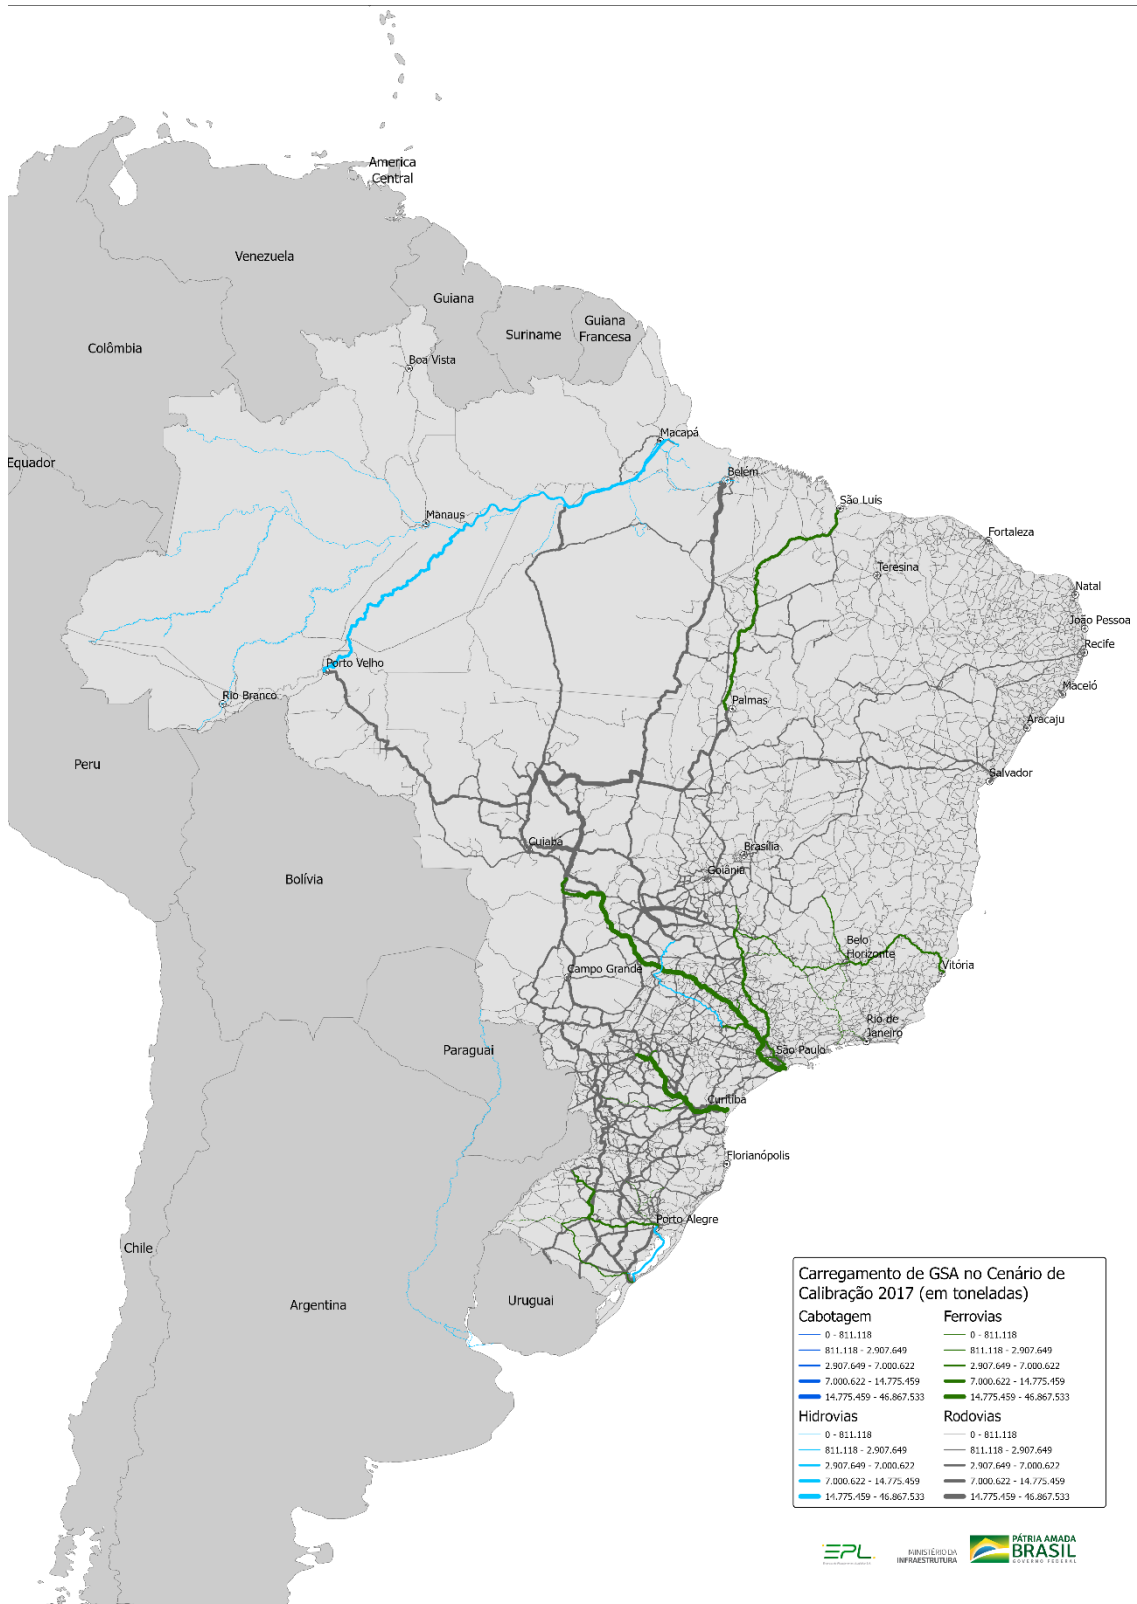 America
Central
Venezuela
Guiana
Suriname
Guiana
Francesa
Colômbia
Boa Vista
Macapá
Equador
Belém
São Luis
Manaus
Fortaleza
Teresina
Natal
João Pessoa
Recife
Porto Velho
Rio Branco
Palmas
Maceló
Aracaju
Peru
Salvador
Cuiabá
Brasília
Goiânia
Bolívia
Belo
Horizonte
Campo Grande
Vitória
Rio de
Janeiro
Paraguai
São Paulo
Curitiba
Florianópolis
Porto Alegre
Chile
Argentina
Uruguai
Carregamento de GSA no Cenário de
Calibração 2017 (em toneladas)
Cabotagem
0 - 811.118
811.118 - 2.907.649
2.907.649 - 7.000.622
7.000.622 - 14.775.459
14.775.459 - 46.867.533
Ferrovias
0 - 811.118
811.118 - 2.907.649
2.907.649 - 7.000.622
7.000.622 - 14.775.459
14.775.459 - 46.867.533
Hidrovias
0 - 811.118
811.118 - 2.907.649
2.907.649 - 7.000.622
7.000.622 - 14.775.459
14.775.459 - 46.867.533
Rodovias
0 - 811.118
811.118 - 2.907.649
2.907.649 - 7.000.622
7.000.622 - 14.775.459
14.775.459 - 46.867.533
EPL
MINISTÉRIO DA
INFRAESTRUTURA
PÁTRIA AMADA
BRASIL
GOVERNO FEDERAL